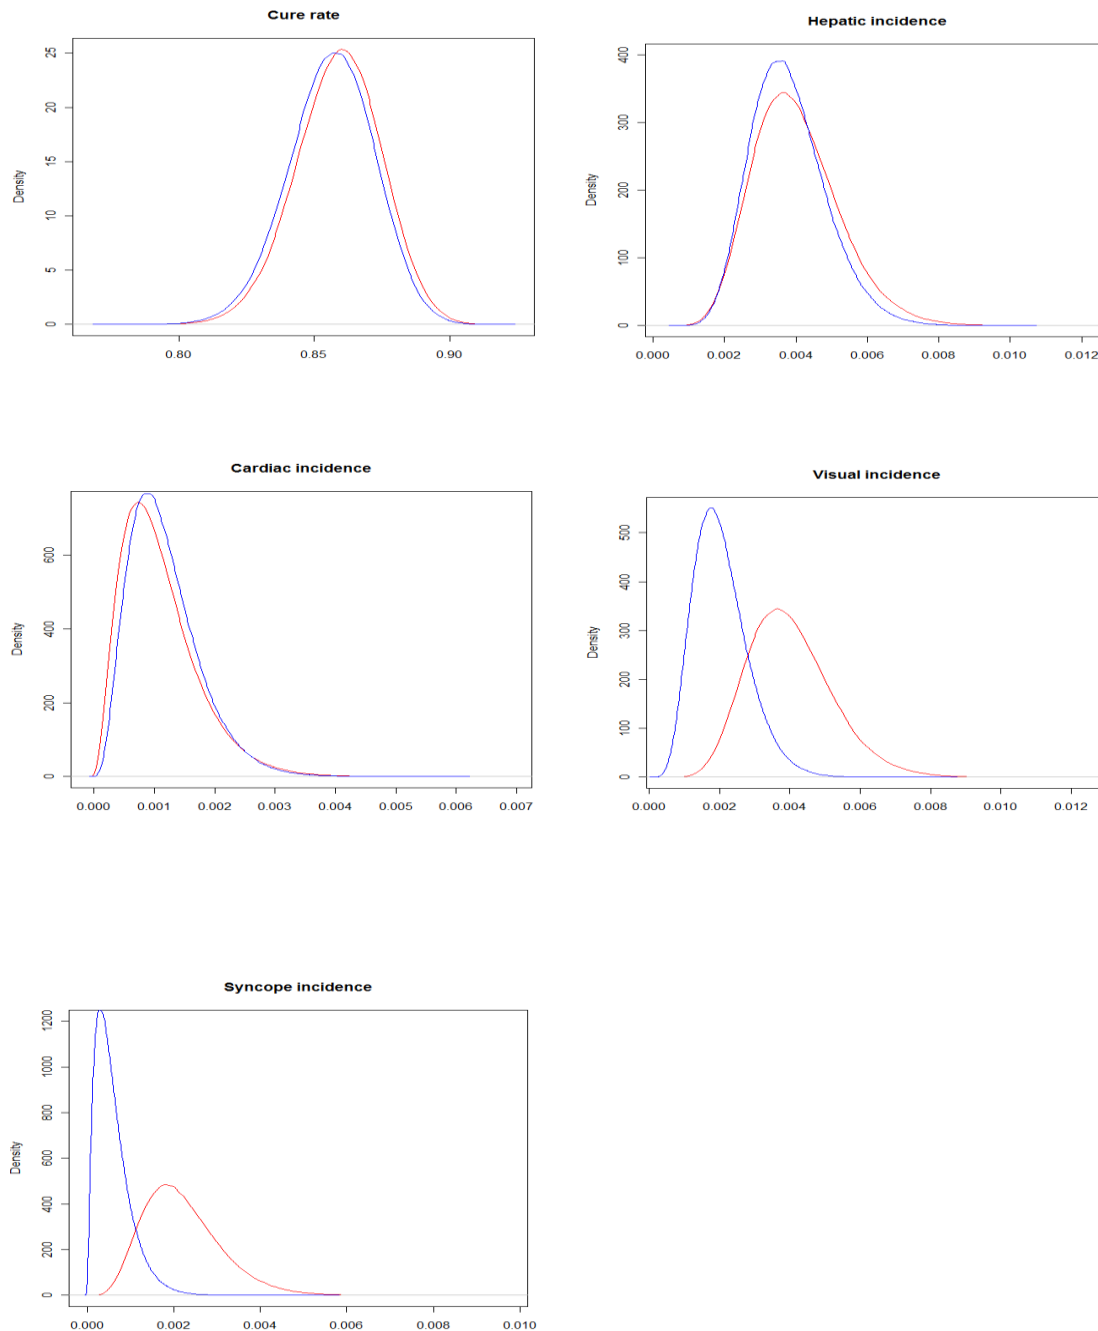 Cure rate
Density
0 5 10 15 20 25
0.80 0.85 0.90
Hepatic incidence
Density
0 100 200 300 400
0.000 0.002 0.004 0.006 0.008 0.010 0.012
Cardiac incidence
Density
0 200 400 600
0.000 0.001 0.002 0.003 0.004 0.005 0.006 0.007
Visual incidence
Density
0 100 200 300 400 500
0.000 0.002 0.004 0.006 0.008 0.010 0.012
Syncope incidence
Density
0 200 400 600 800 1000 1200
0.000 0.002 0.004 0.006 0.008 0.010